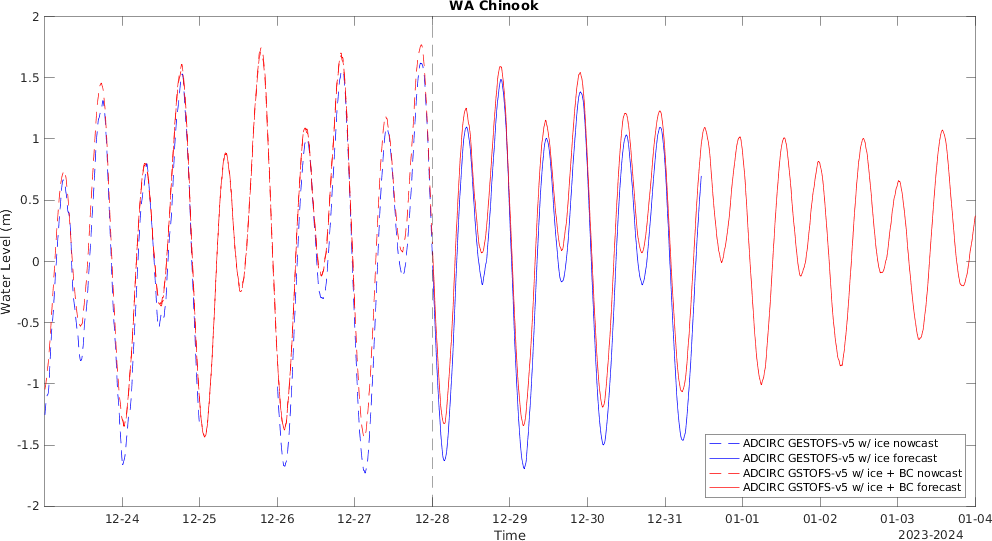 WA Chinook
2
1.5
1
0.5
0
-0.5
-1
-1.5
-2
Water Level (m)
12-24 12-25 12-26 12-27 12-28 12-29 12-30 12-31 01-01 01-02 01-03 01-04
Time
2023-2024
ADCIRC GESTOFS-v5 w/ ice nowcast
ADCIRC GESTOFS-v5 w/ ice forecast
ADCIRC GSTOFS-v5 w/ ice + BC nowcast
ADCIRC GSTOFS-v5 w/ ice + BC forecast